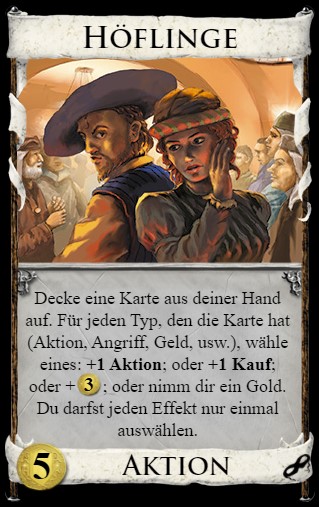 HÖFLINGE
Decke eine Karte aus deiner Hand
auf. Für jeden Typ, den die Karte hat
(Aktion, Angriff, Geld, usw.), wähle
eines: +1 Aktion; oder +1 Kauf;
oder + 3 ; oder nimm dir ein Gold.
Du darfst jeden Effekt nur einmal
auswählen.
5 AKTION